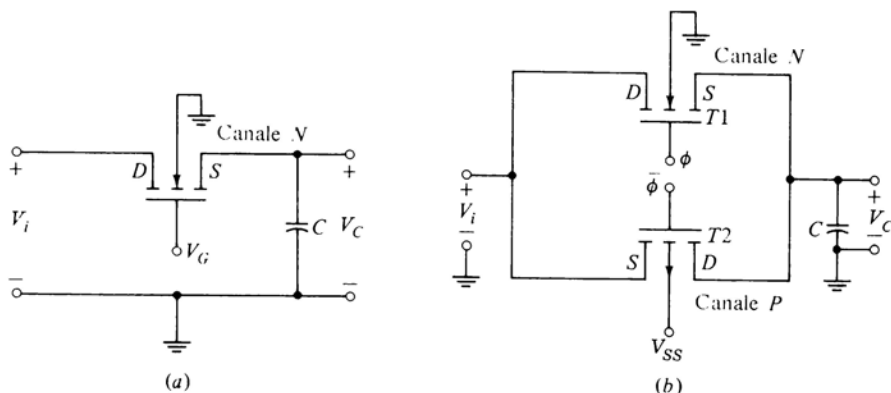 Canale N
D
S
+
+
V_i
V_G
C
V_C
−
−
(a)
Canale N
D
S
T1
ϕ
ϕ̅
+
V_i
−
T2
S
D
Canale P
V_SS
C
+
V_C
−
(b)